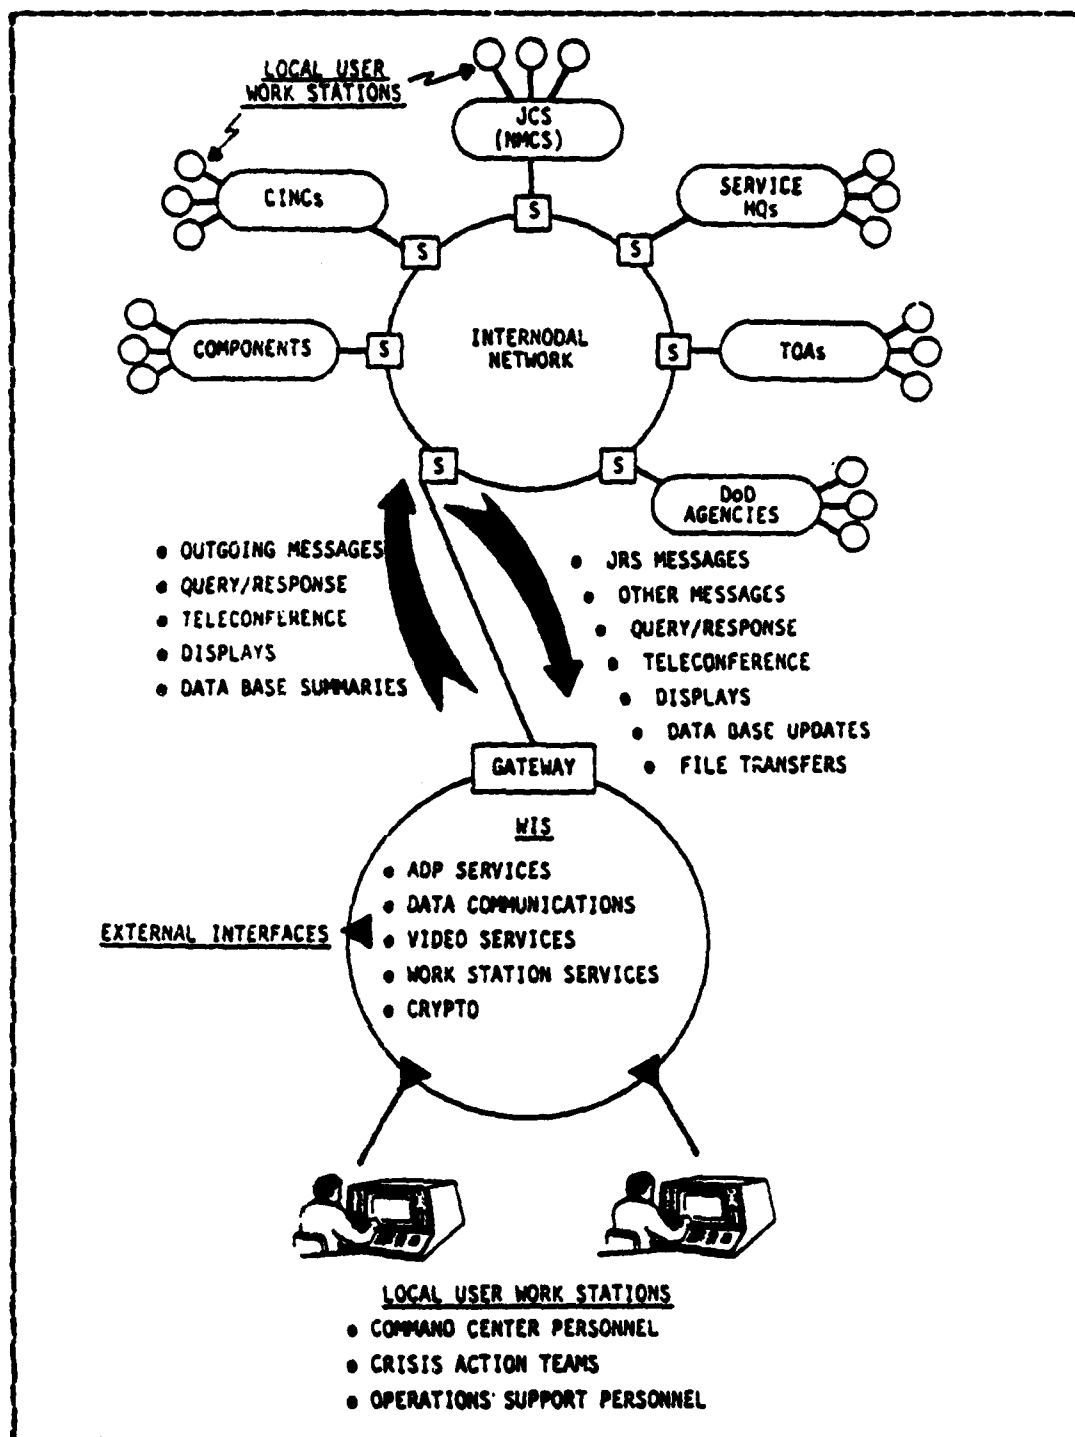 LOCAL USER
WORK STATIONS
JCS
(NMCS)
CINCs
SERVICE
HQs
S
S
S
COMPONENTS
S
INTERNODAL
NETWORK
S
TOAs
S
S
DoD
AGENCIES
• OUTGOING MESSAGES
• QUERY/RESPONSE
• TELECONFERENCE
• DISPLAYS
• DATA BASE SUMMARIES
• JRS MESSAGES
• OTHER MESSAGES
• QUERY/RESPONSE
• TELECONFERENCE
• DISPLAYS
• DATA BASE UPDATES
• FILE TRANSFERS
GATEWAY
WIS
• ADP SERVICES
• DATA COMMUNICATIONS
• VIDEO SERVICES
• WORK STATION SERVICES
• CRYPTO
EXTERNAL INTERFACES
LOCAL USER WORK STATIONS
• COMMAND CENTER PERSONNEL
• CRISIS ACTION TEAMS
• OPERATIONS SUPPORT PERSONNEL